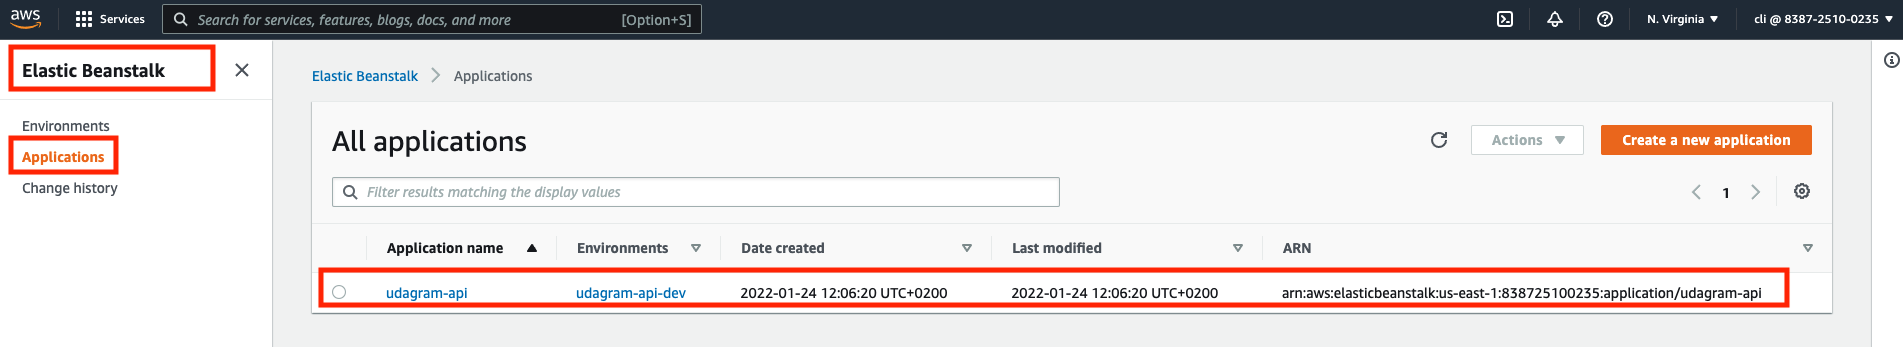 aws Services Search for services, features, blogs, docs, and more [Option+S] N. Virginia ▼ cli @ 8387-2510-0235 ▼
Elastic Beanstalk
Environments
Applications
Change history
Elastic Beanstalk > Applications
All applications
Actions ▼ Create a new application
Filter results matching the display values
< 1 >
Application name ▲ Environments ▽ Date created ▽ Last modified ▽ ARN ▽
udagram-api udagram-api-dev 2022-01-24 12:06:20 UTC+0200 2022-01-24 12:06:20 UTC+0200 arn:aws:elasticbeanstalk:us-east-1:838725100235:application/udagram-api